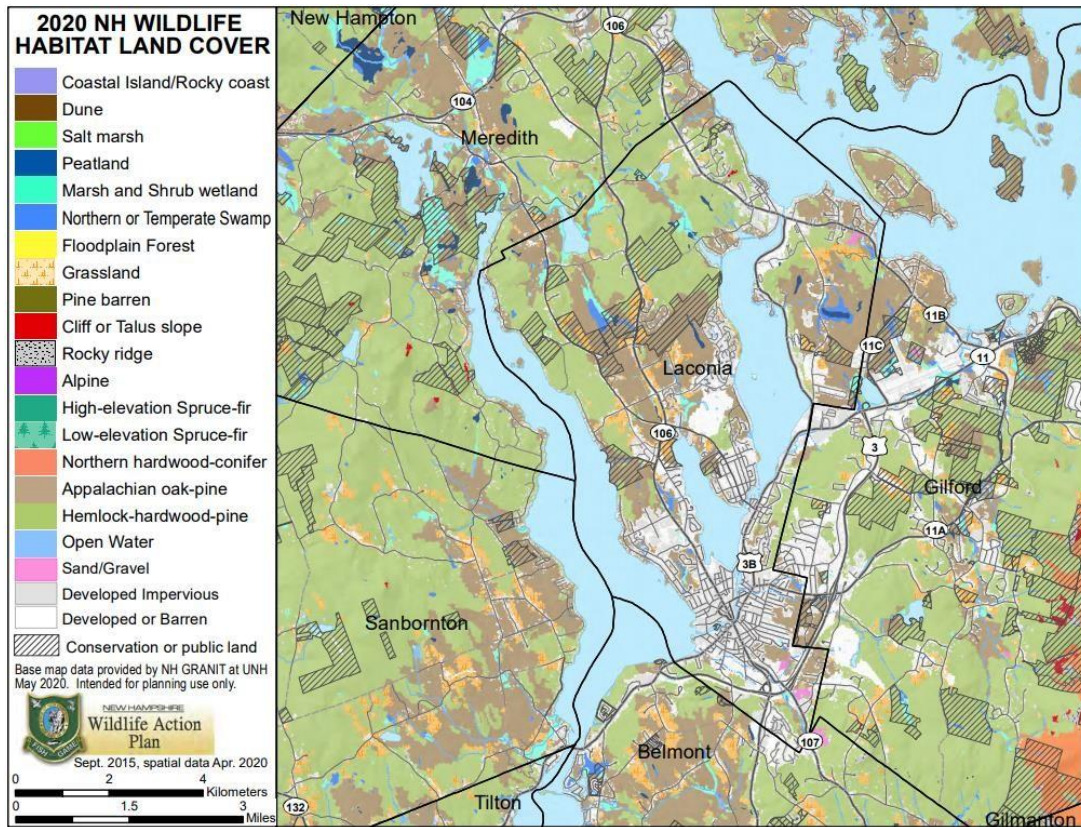 2020 NH WILDLIFE
HABITAT LAND COVER
Coastal Island/Rocky coast
Dune
Salt marsh
Peatland
Marsh and Shrub wetland
Northern or Temperate Swamp
Floodplain Forest
Grassland
Pine barren
Cliff or Talus slope
Rocky ridge
Alpine
High-elevation Spruce-fir
Low-elevation Spruce-fir
Northern hardwood-conifer
Appalachian oak-pine
Hemlock-hardwood-pine
Open Water
Sand/Gravel
Developed Impervious
Developed or Barren
Conservation or public land
Base map data provided by NH GRANIT at UNH
May 2020. Intended for planning use only.
NEW HAMPSHIRE
Wildlife Action
Plan
FISH GAME
Sept. 2015, spatial data Apr. 2020
0 2 4
Kilometers
0 1.5 3
Miles
New Hampton
106
104
Meredith
11B
11C
11
Laconia
106
3
Gilford
11A
3B
Sanbornton
107
Belmont
Tilton
132
Gilmanton